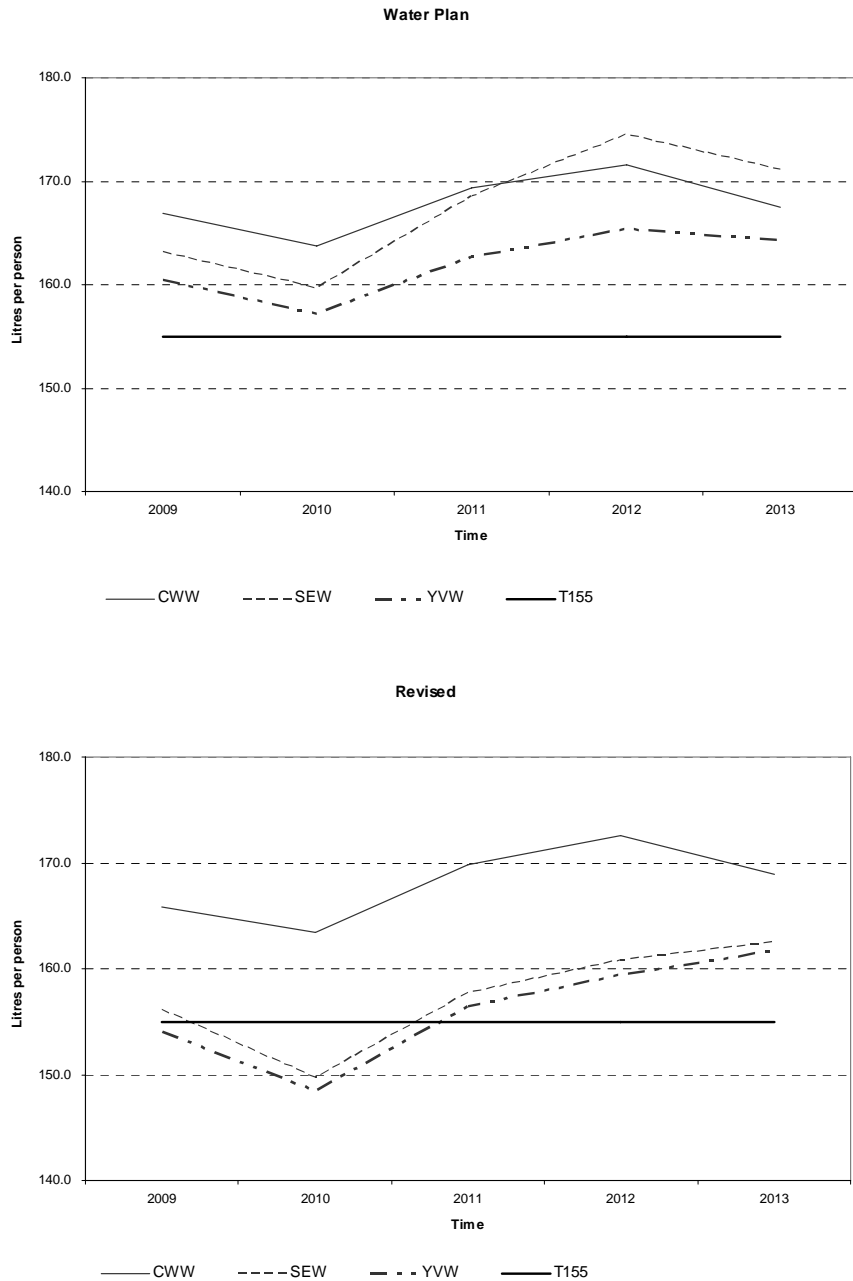 Water Plan
180.0
170.0
160.0
150.0
140.0
Litres per person
2009 2010 2011 2012 2013
Time
CWW SEW YVW T155
Revised
180.0
170.0
160.0
150.0
140.0
Litres per person
2009 2010 2011 2012 2013
Time
CWW SEW YVW T155